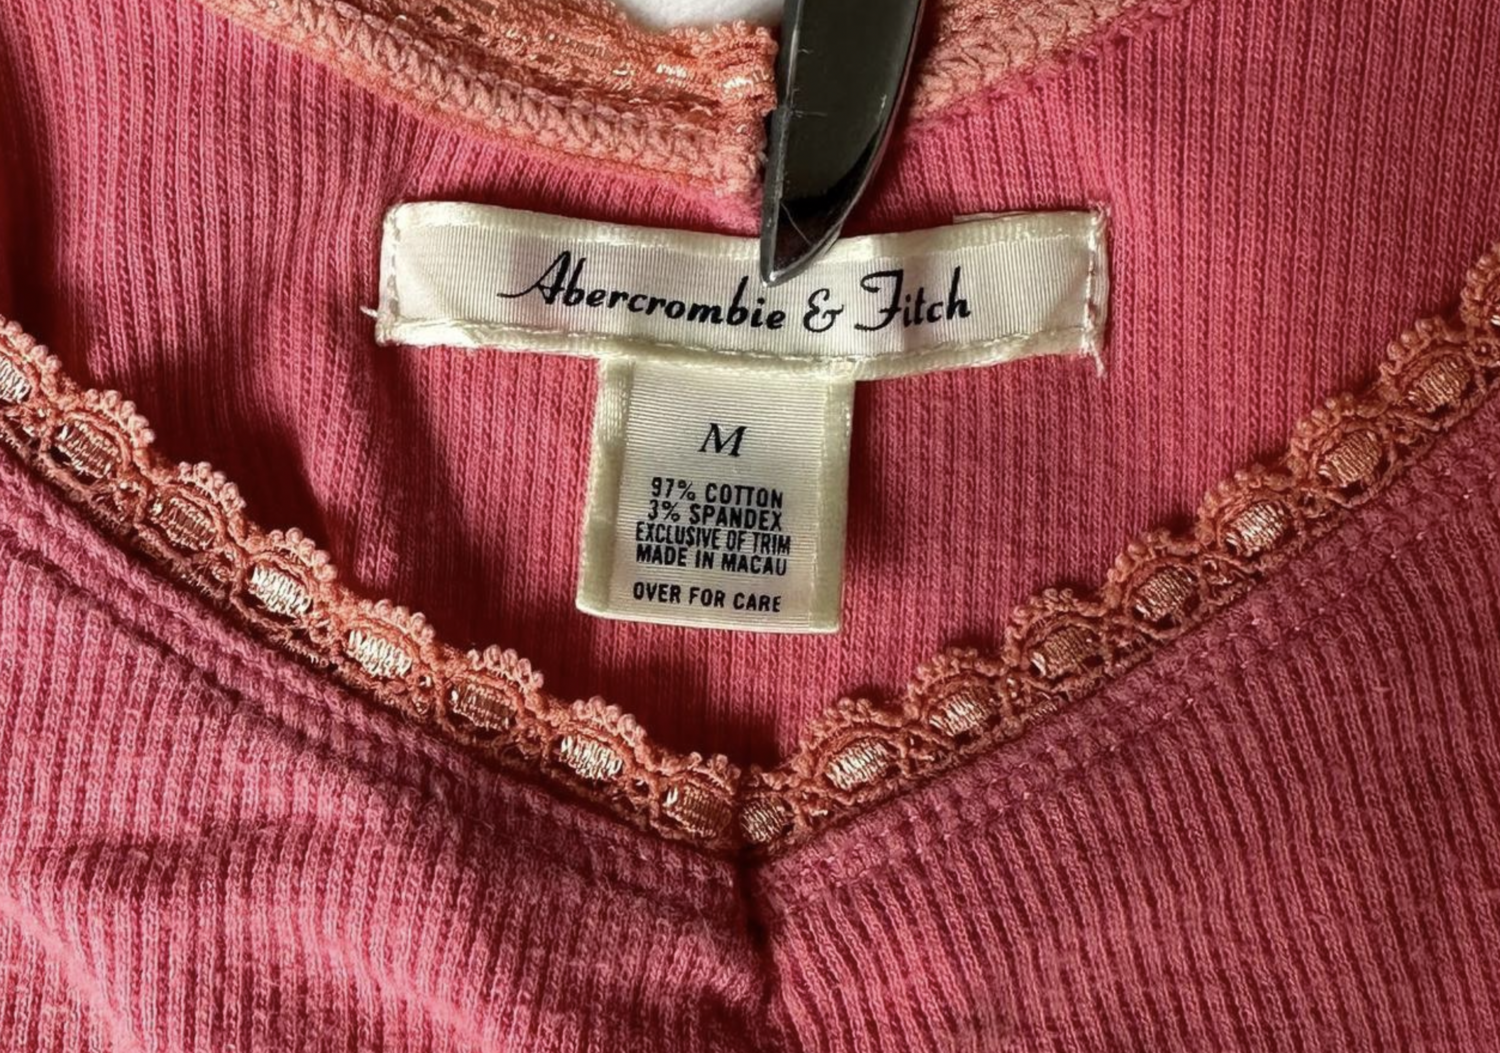 Abercrombie & Fitch
M
97% COTTON
3% SPANDEX
EXCLUSIVE OF TRIM
MADE IN MACAU
OVER FOR CARE